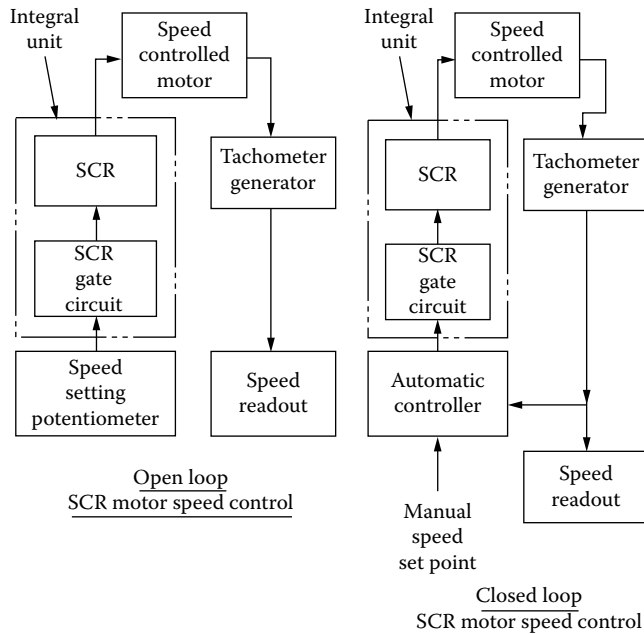 Integral
unit
Speed
controlled
motor
SCR
SCR
gate
circuit
Speed
setting
potentiometer
Tachometer
generator
Speed
readout
Open loop
SCR motor speed control
Integral
unit
Speed
controlled
motor
SCR
SCR
gate
circuit
Automatic
controller
Manual
speed
set point
Tachometer
generator
Speed
readout
Closed loop
SCR motor speed control